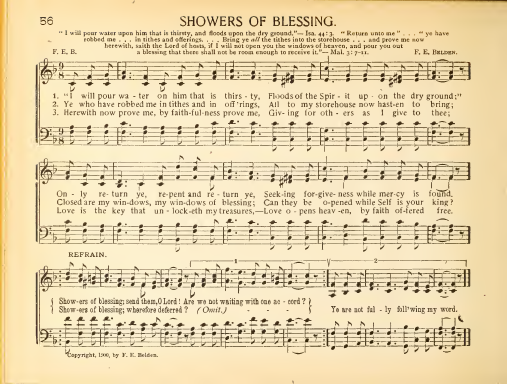 56
SHOWERS OF BLESSING.
"I will pour water upon him that is thirsty, and floods upon the dry ground."—Isa. 44:3. "Return unto me" . . . "ye have
robbed me . . . in tithes and offerings. . . . Bring ye all the tithes into the storehouse . . . and prove me now
herewith, saith the Lord of hosts, if I will not open you the windows of heaven, and pour you out
a blessing that there shall not be room enough to receive it."—Mal. 3:7-11.
F. E. B.
F. E. BELDEN.
1. "I will pour wa - ter on him that is thirs - ty, Floods of the Spir - it up - on the dry ground;"
2. Ye who have robbed me in tithes and in off 'rings, All to my storehouse now hast-en to bring;
3. Herewith now prove me, by faith-ful-ness prove me, Giv-ing for oth-ers as I give to thee;
On - ly re - turn ye, re-pent and re-turn ye, Seek-ing for-give-ness while mer-cy is found,
Closed are my win-dows, my win-dows of blessing; Can they be o-pened while Self is your king?
Love is the key that un - lock-eth my treasures,—Love o - pens heav-en, by faith of-fered free.
REFRAIN.
1
2
Show-ers of blessing; send them, O Lord! Are we not waiting with one ac - cord?
Show-ers of blessing; wherefore deferred? (Omit.) Ye are not ful - ly foll'wing my word.
Copyright, 1900, by F. E. Belden.